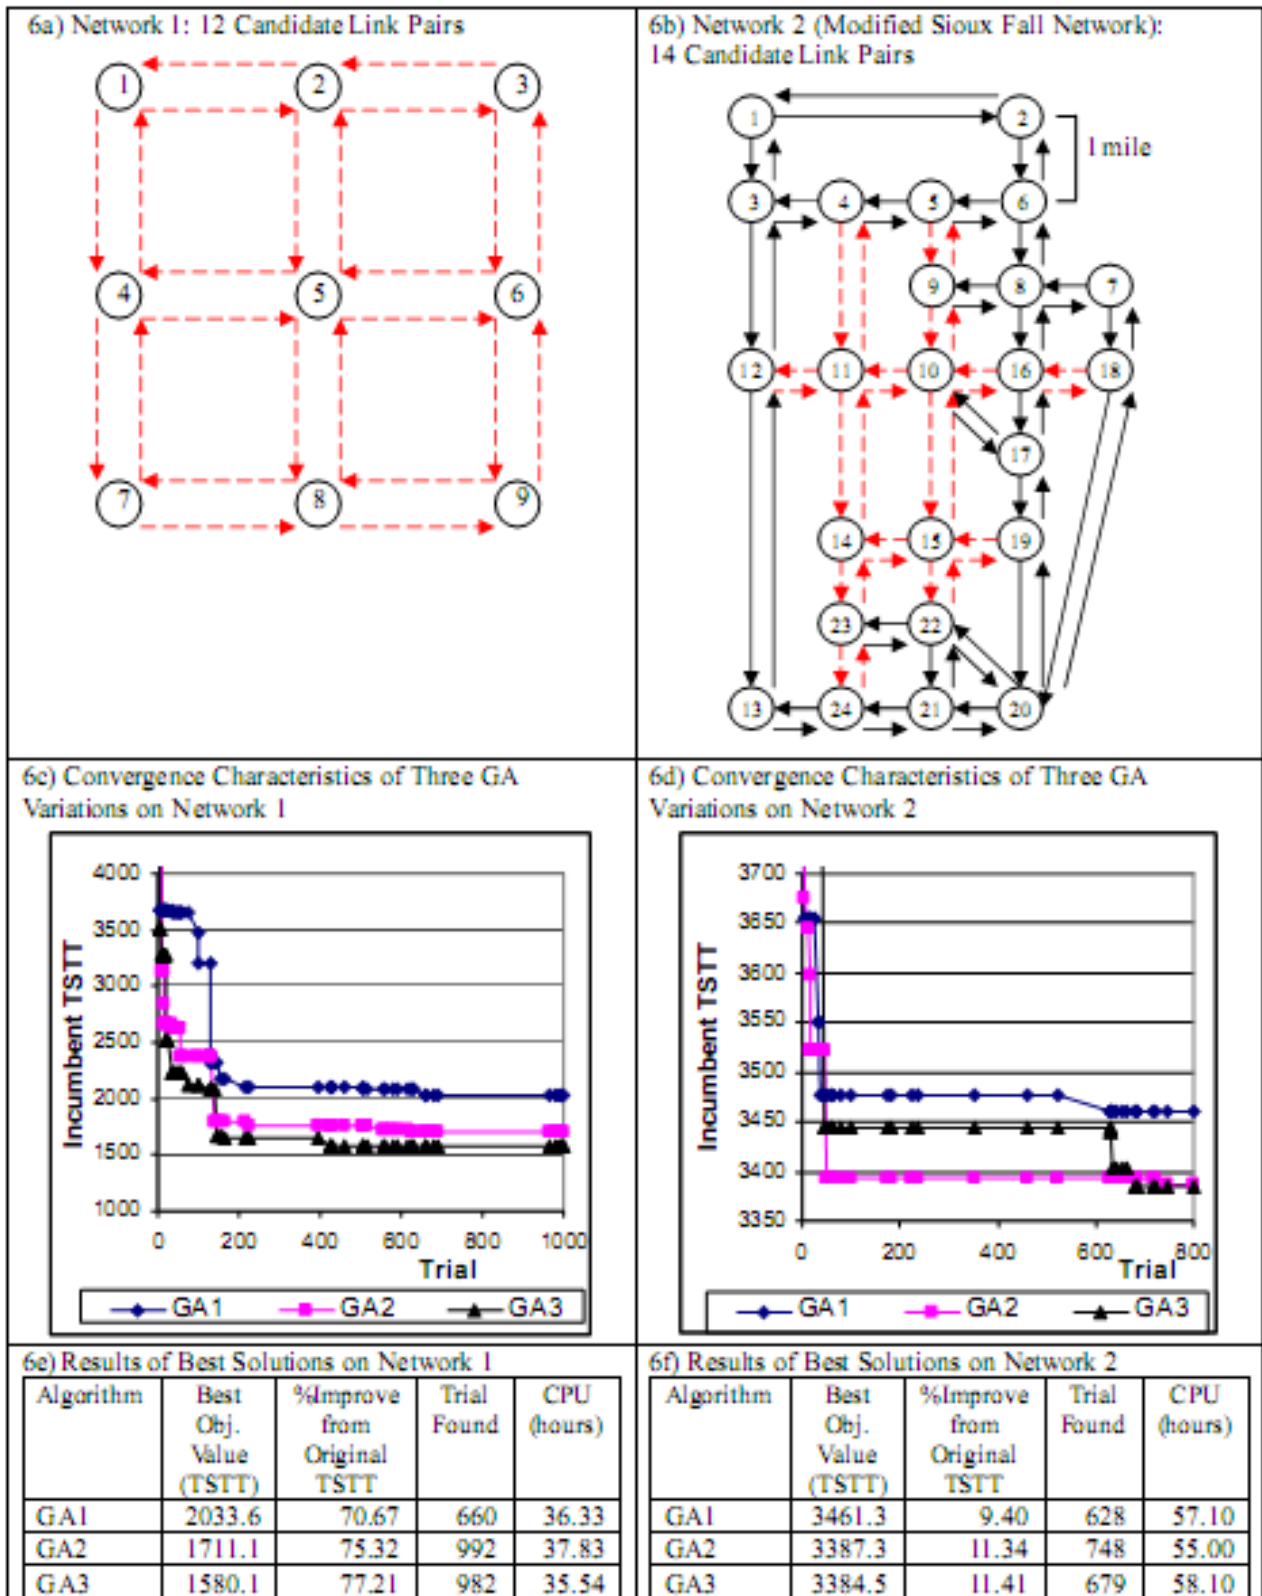 6a) Network 1: 12 Candidate Link Pairs
1 2 3
4 5 6
7 8 9
6b) Network 2 (Modified Sioux Fall Network):
14 Candidate Link Pairs
1 2
1 mile
3 4 5 6
9 8 7
12 11 10 16 18
17
14 15 19
23 22
13 24 21 20
6c) Convergence Characteristics of Three GA
Variations on Network 1
Incumbent TSTT
4000
3500
3000
2500
2000
1500
1000
0 200 400 600 800 1000
Trial
GA1 GA2 GA3
6d) Convergence Characteristics of Three GA
Variations on Network 2
Incumbent TSTT
3700
3650
3600
3550
3500
3450
3400
3350
0 200 400 600 800
Trial
GA1 GA2 GA3
6e) Results of Best Solutions on Network 1
Algorithm Best %Improve Trial CPU
Obj. from Found (hours)
Value Original
(TSTT) TSTT
GA1 2033.6 70.67 660 36.33
GA2 1711.1 75.32 992 37.83
GA3 1580.1 77.21 982 35.54
6f) Results of Best Solutions on Network 2
Algorithm Best %Improve Trial CPU
Obj. from Found (hours)
Value Original
(TSTT) TSTT
GA1 3461.3 9.40 628 57.10
GA2 3387.3 11.34 748 55.00
GA3 3384.5 11.41 679 58.10